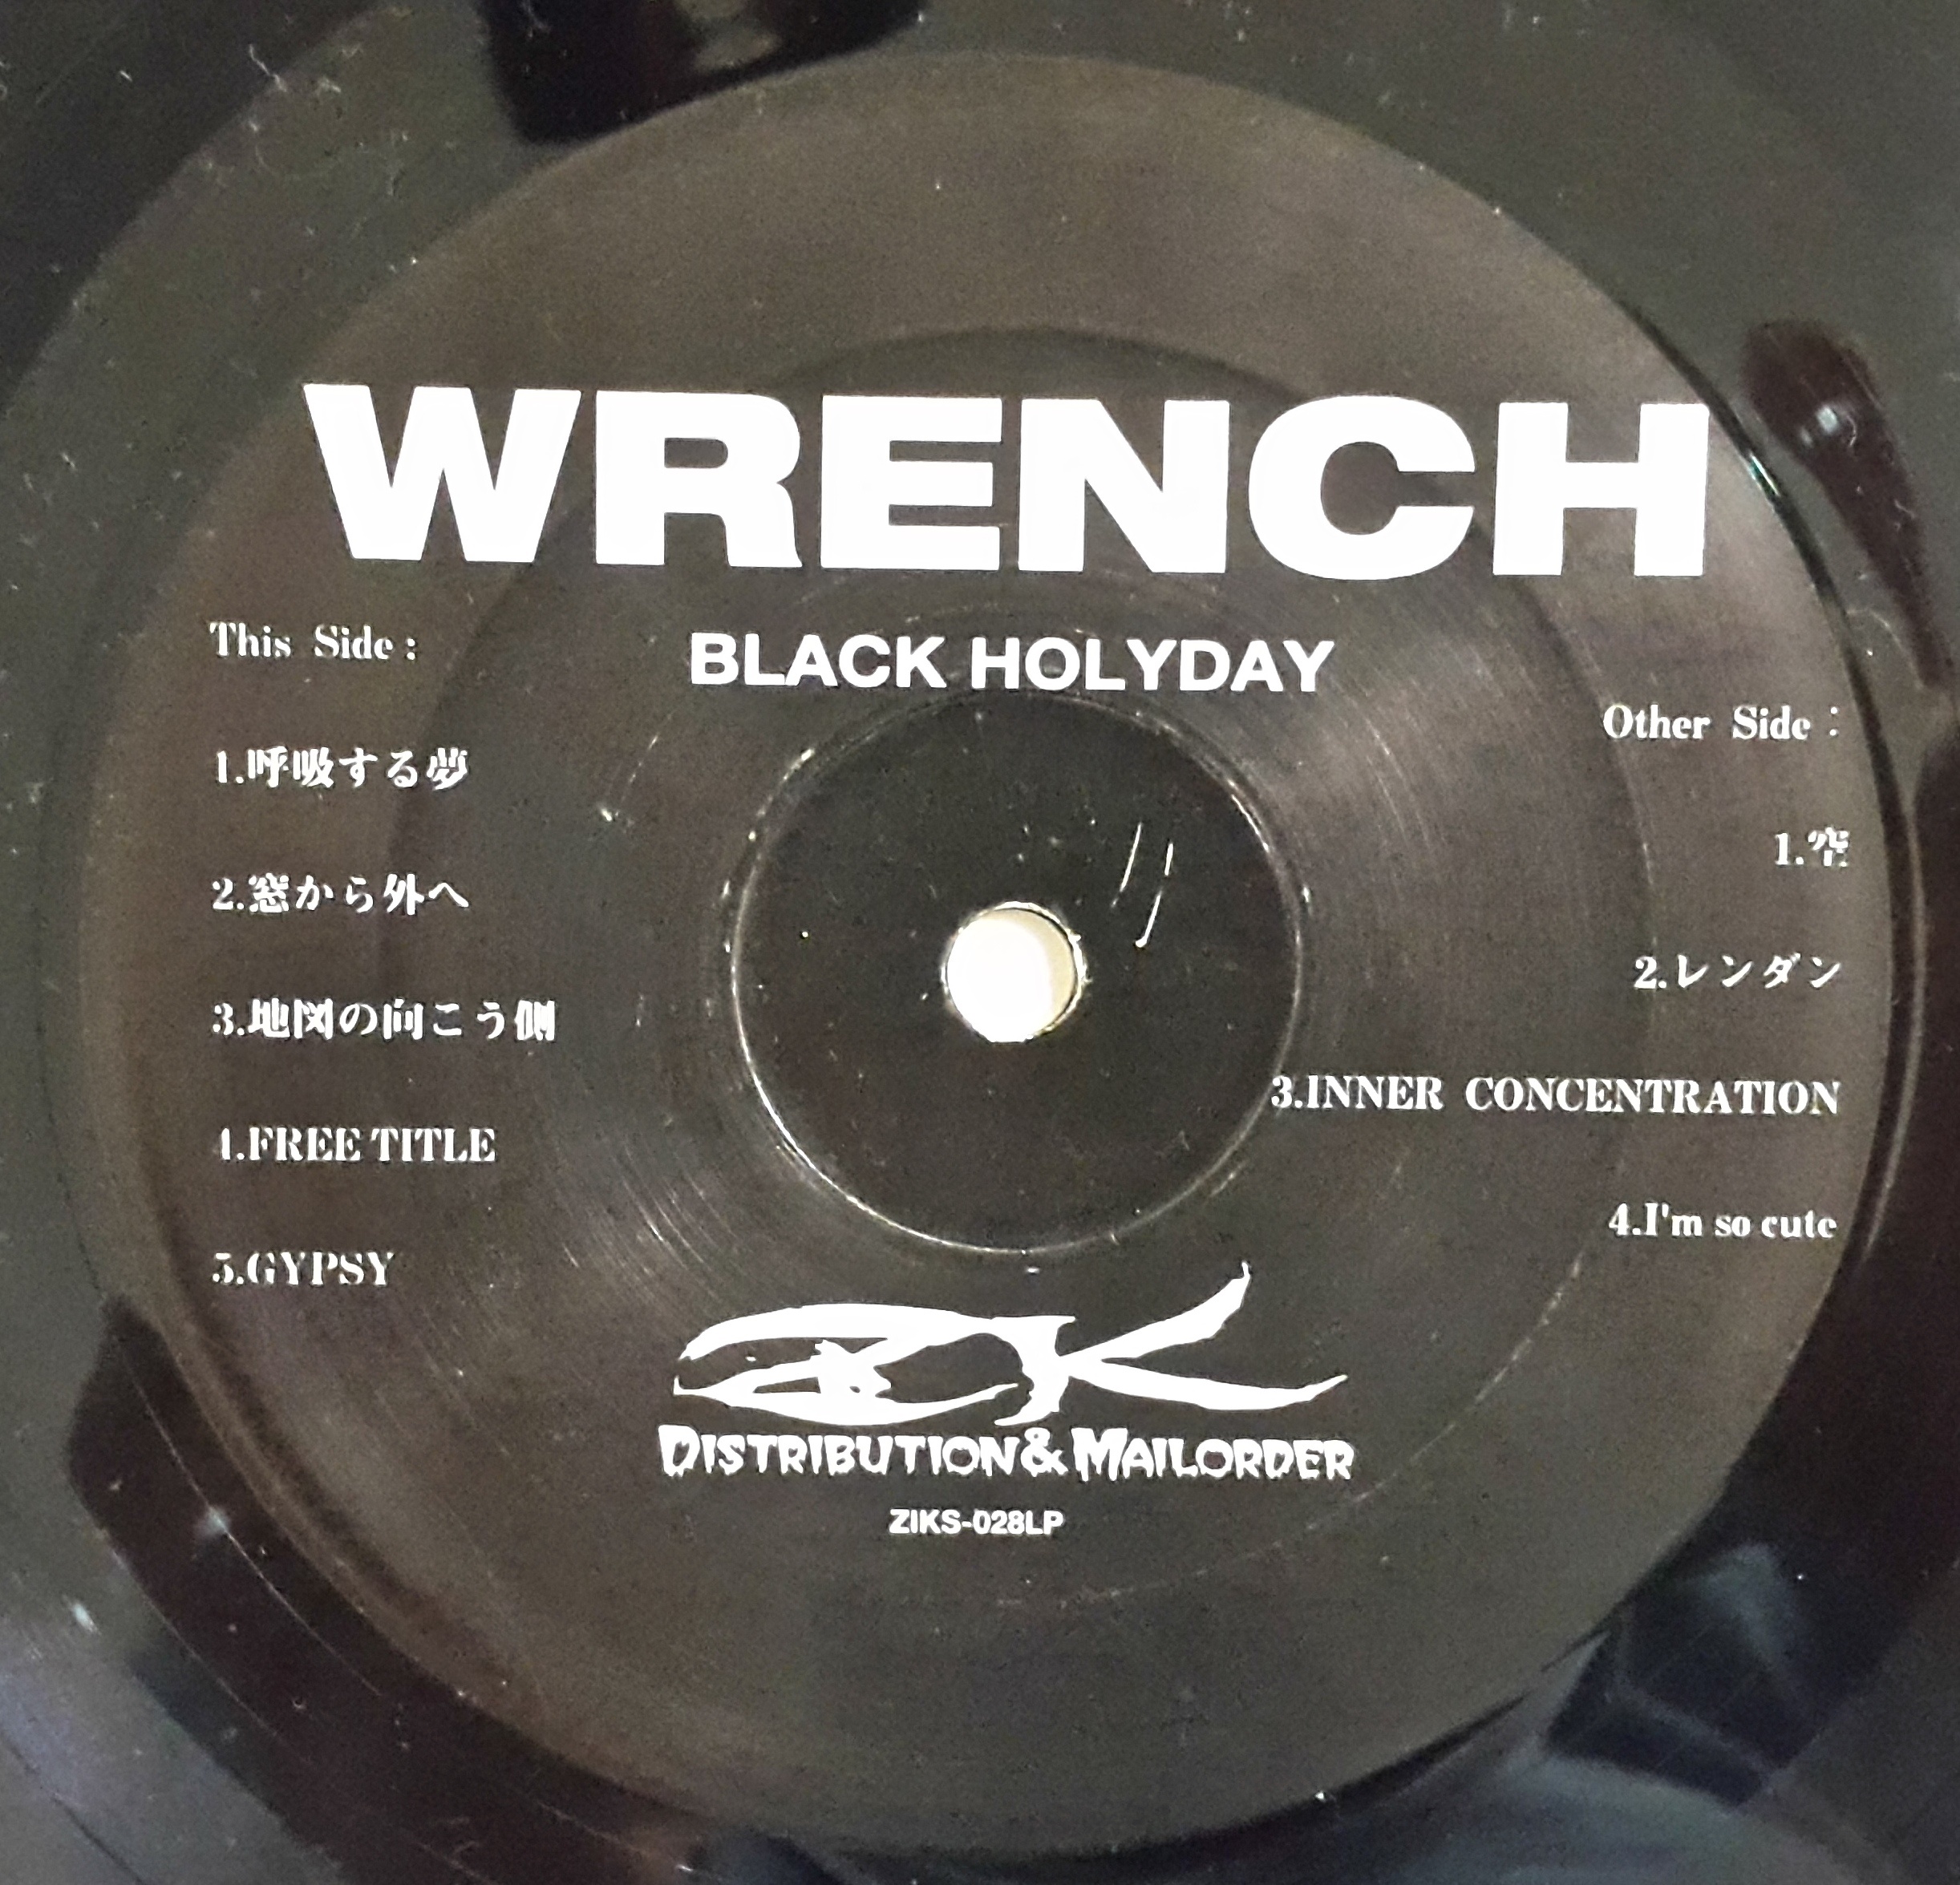 WRENCH
BLACK HOLYDAY
This Side :
1.呼吸する夢
2.窓から外へ
3.地図の向こう側
4.FREE TITLE
5.GYPSY
Other Side :
1.空
2.レンダン
3.INNER CONCENTRATION
4.I'm so cute
ZK
DISTRIBUTION & MAILORDER
ZIKS-028LP